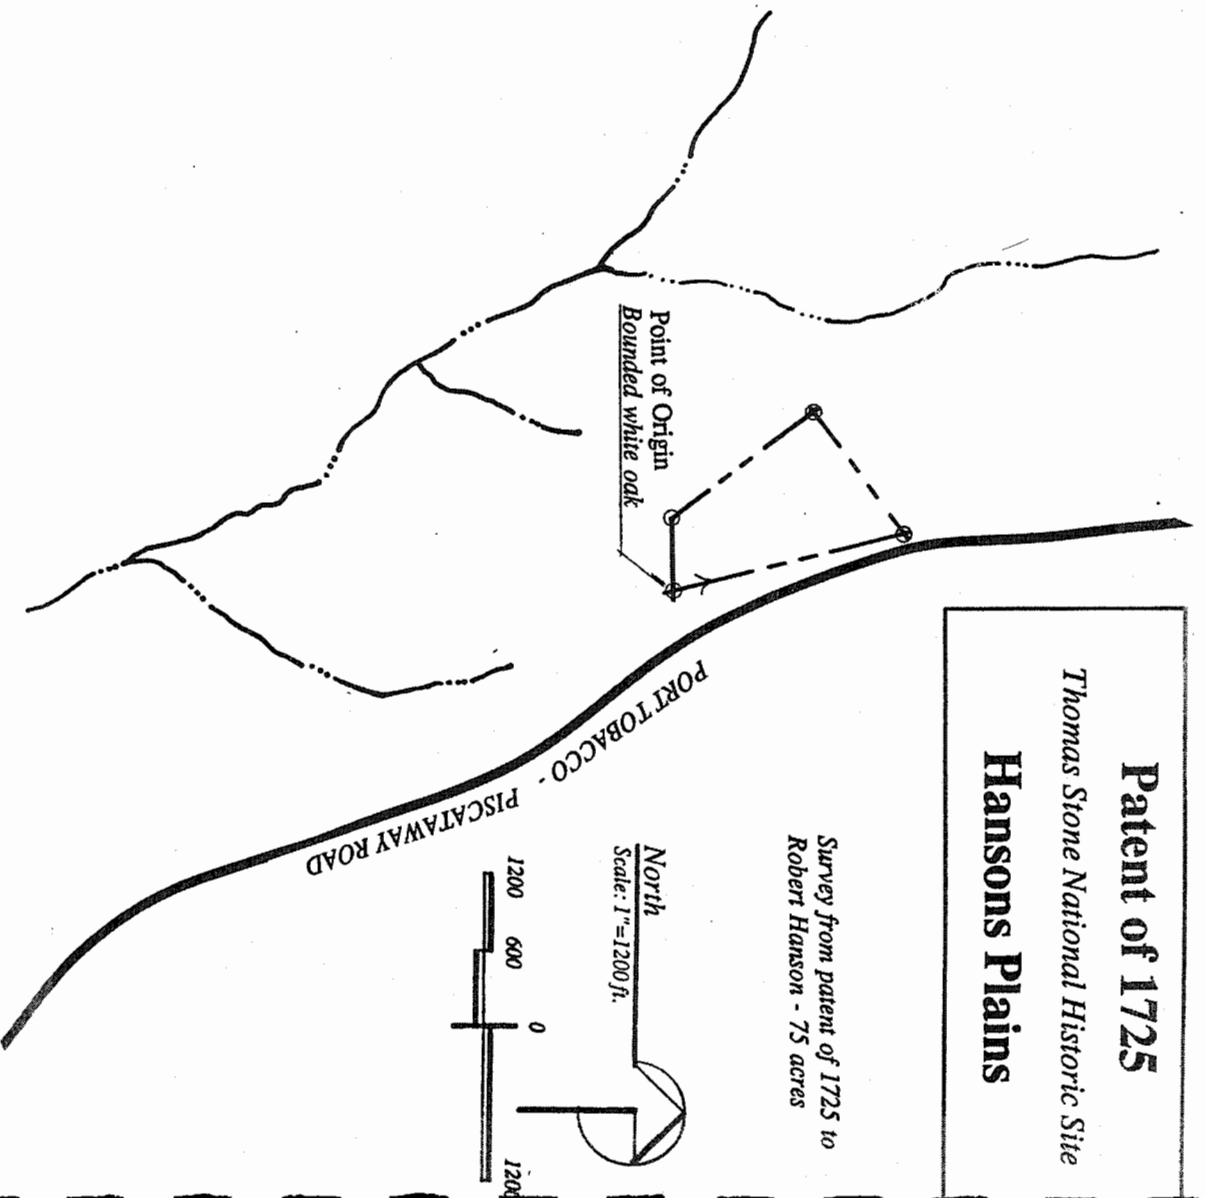 Patent of 1725
Thomas Stone National Historic Site
Hansons Plains
Survey from patent of 1725 to
Robert Hanson - 75 acres
Point of Origin
Bounded white oak
PORT TOBACCO - PISCATAWAY ROAD
North
Scale: 1"=1200 ft.
1200 600 0 1200